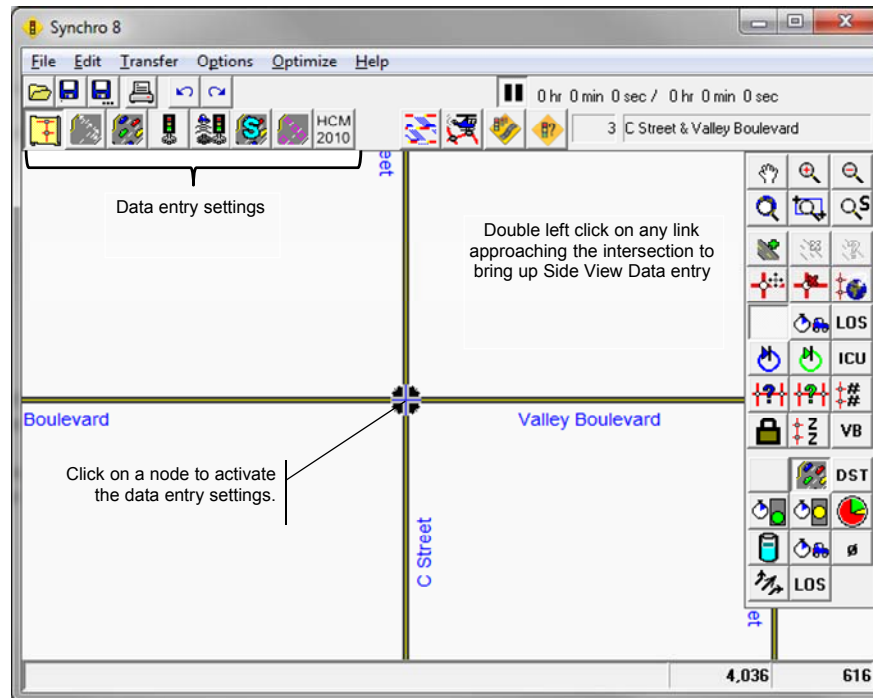 Synchro 8
File Edit Transfer Options Optimize Help
0 hr 0 min 0 sec / 0 hr 0 min 0 sec
HCM
2010
3 C Street & Valley Boulevard
eet
Data entry settings
Double left click on any link
approaching the intersection to
bring up Side View Data entry
S
LOS
ICU
?
?
#
#
Z
Z
VB
DST
ø
LOS
Boulevard
Valley Boulevard
Click on a node to activate
the data entry settings.
C Street
et
4,036 616